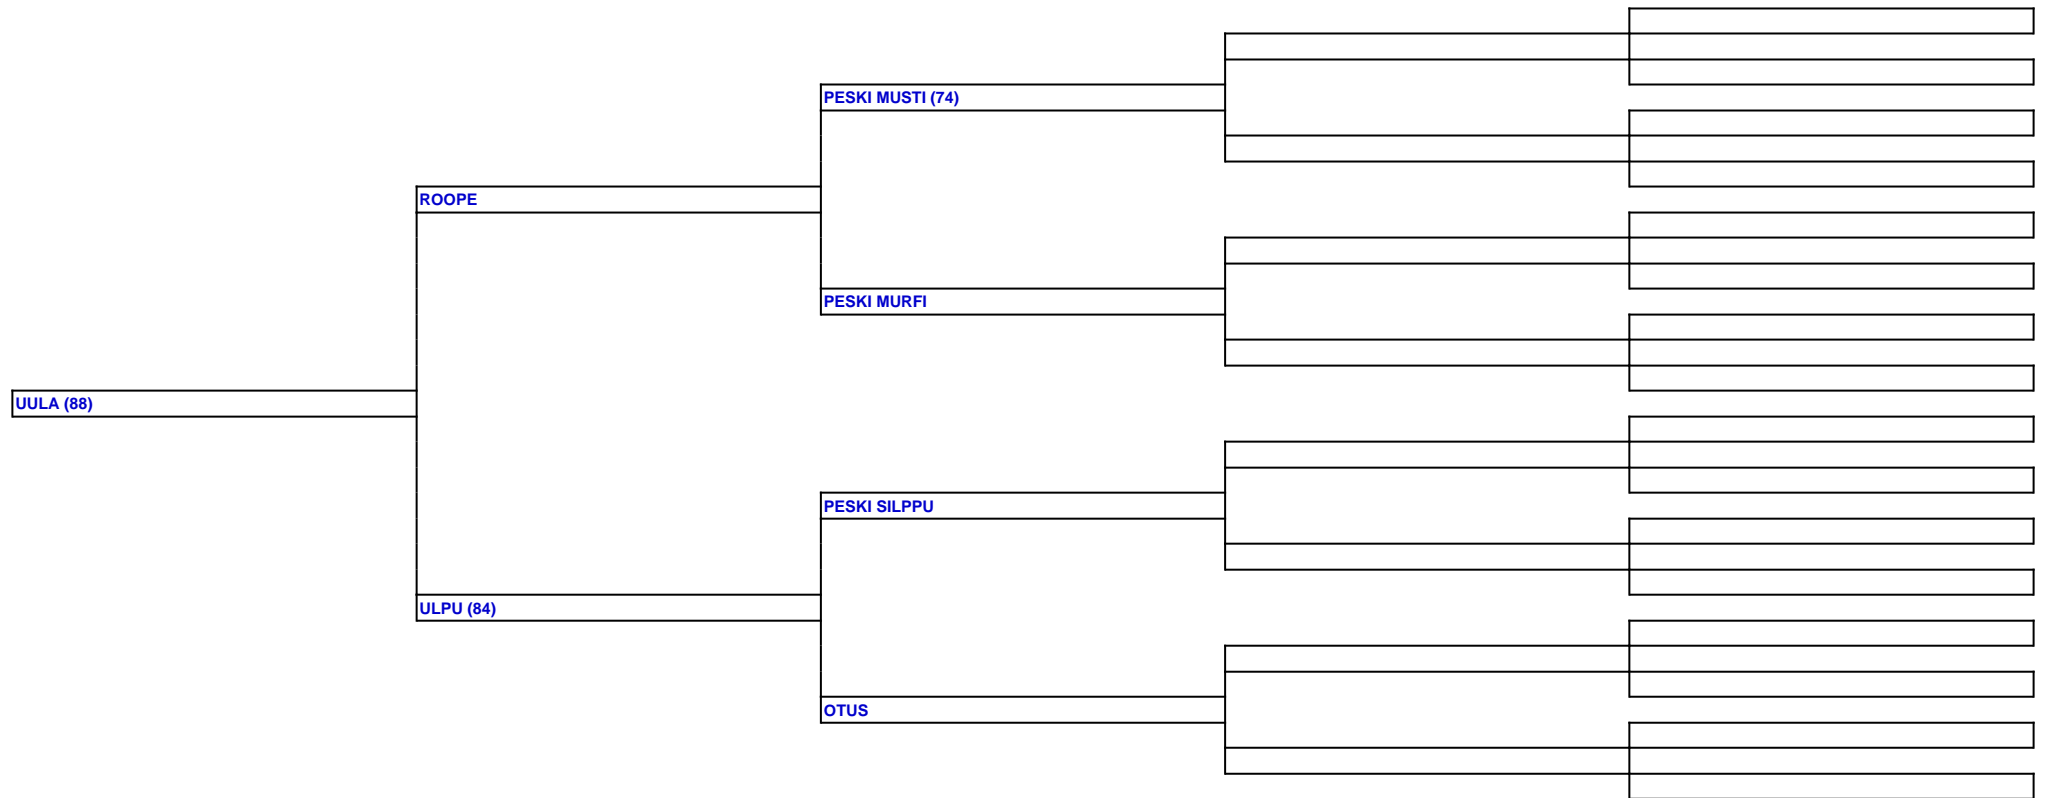 PESKI MUSTI (74)
ROOPE
PESKI MURFI
UULA (88)
PESKI SILPPU
ULPU (84)
OTUS